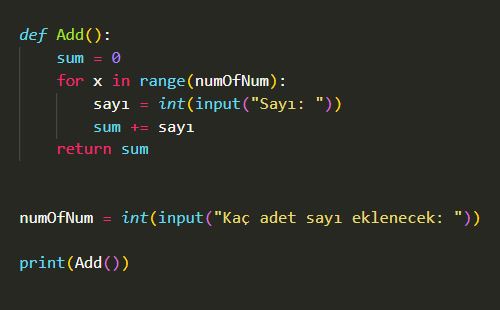 def Add():
    sum = 0
    for x in range(numOfNum):
        sayı = int(input("Sayı: "))
        sum += sayı
    return sum
numOfNum = int(input("Kaç adet sayı eklenecek: "))
print(Add())